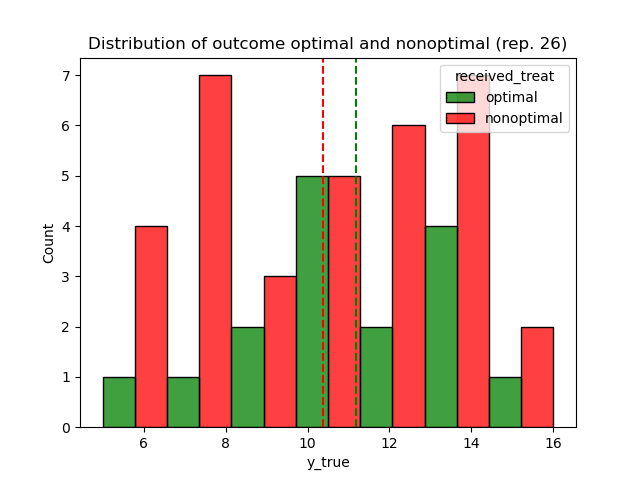 Distribution of outcome optimal and nonoptimal (rep. 26)
received_treat
optimal
nonoptimal
Count
7
6
5
4
3
2
1
0
6
8
10
12
14
16
y_true